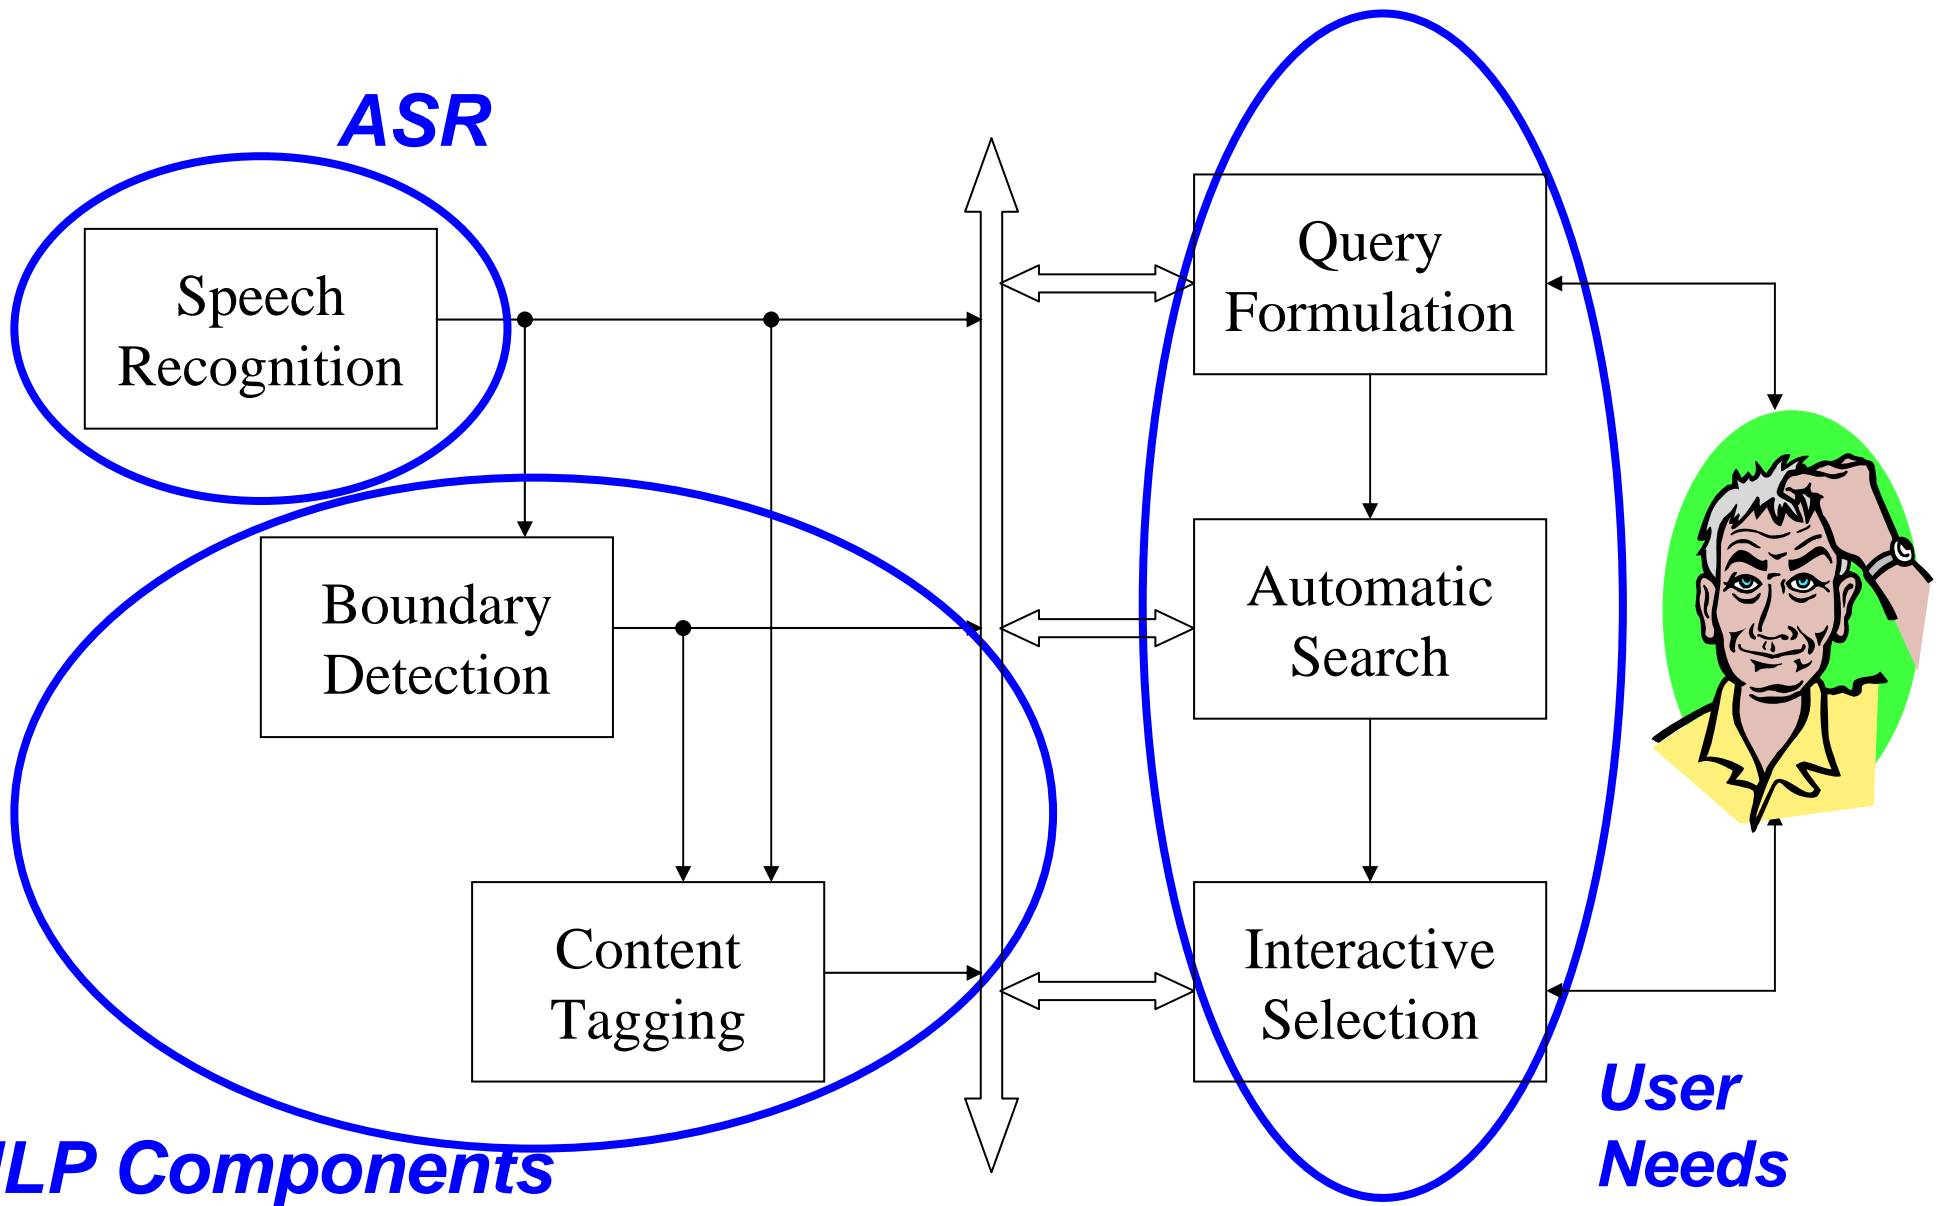 ASR
Speech
Recognition
Boundary
Detection
Content
Tagging
LP Components
Query
Formulation
Automatic
Search
Interactive
Selection
User
Needs